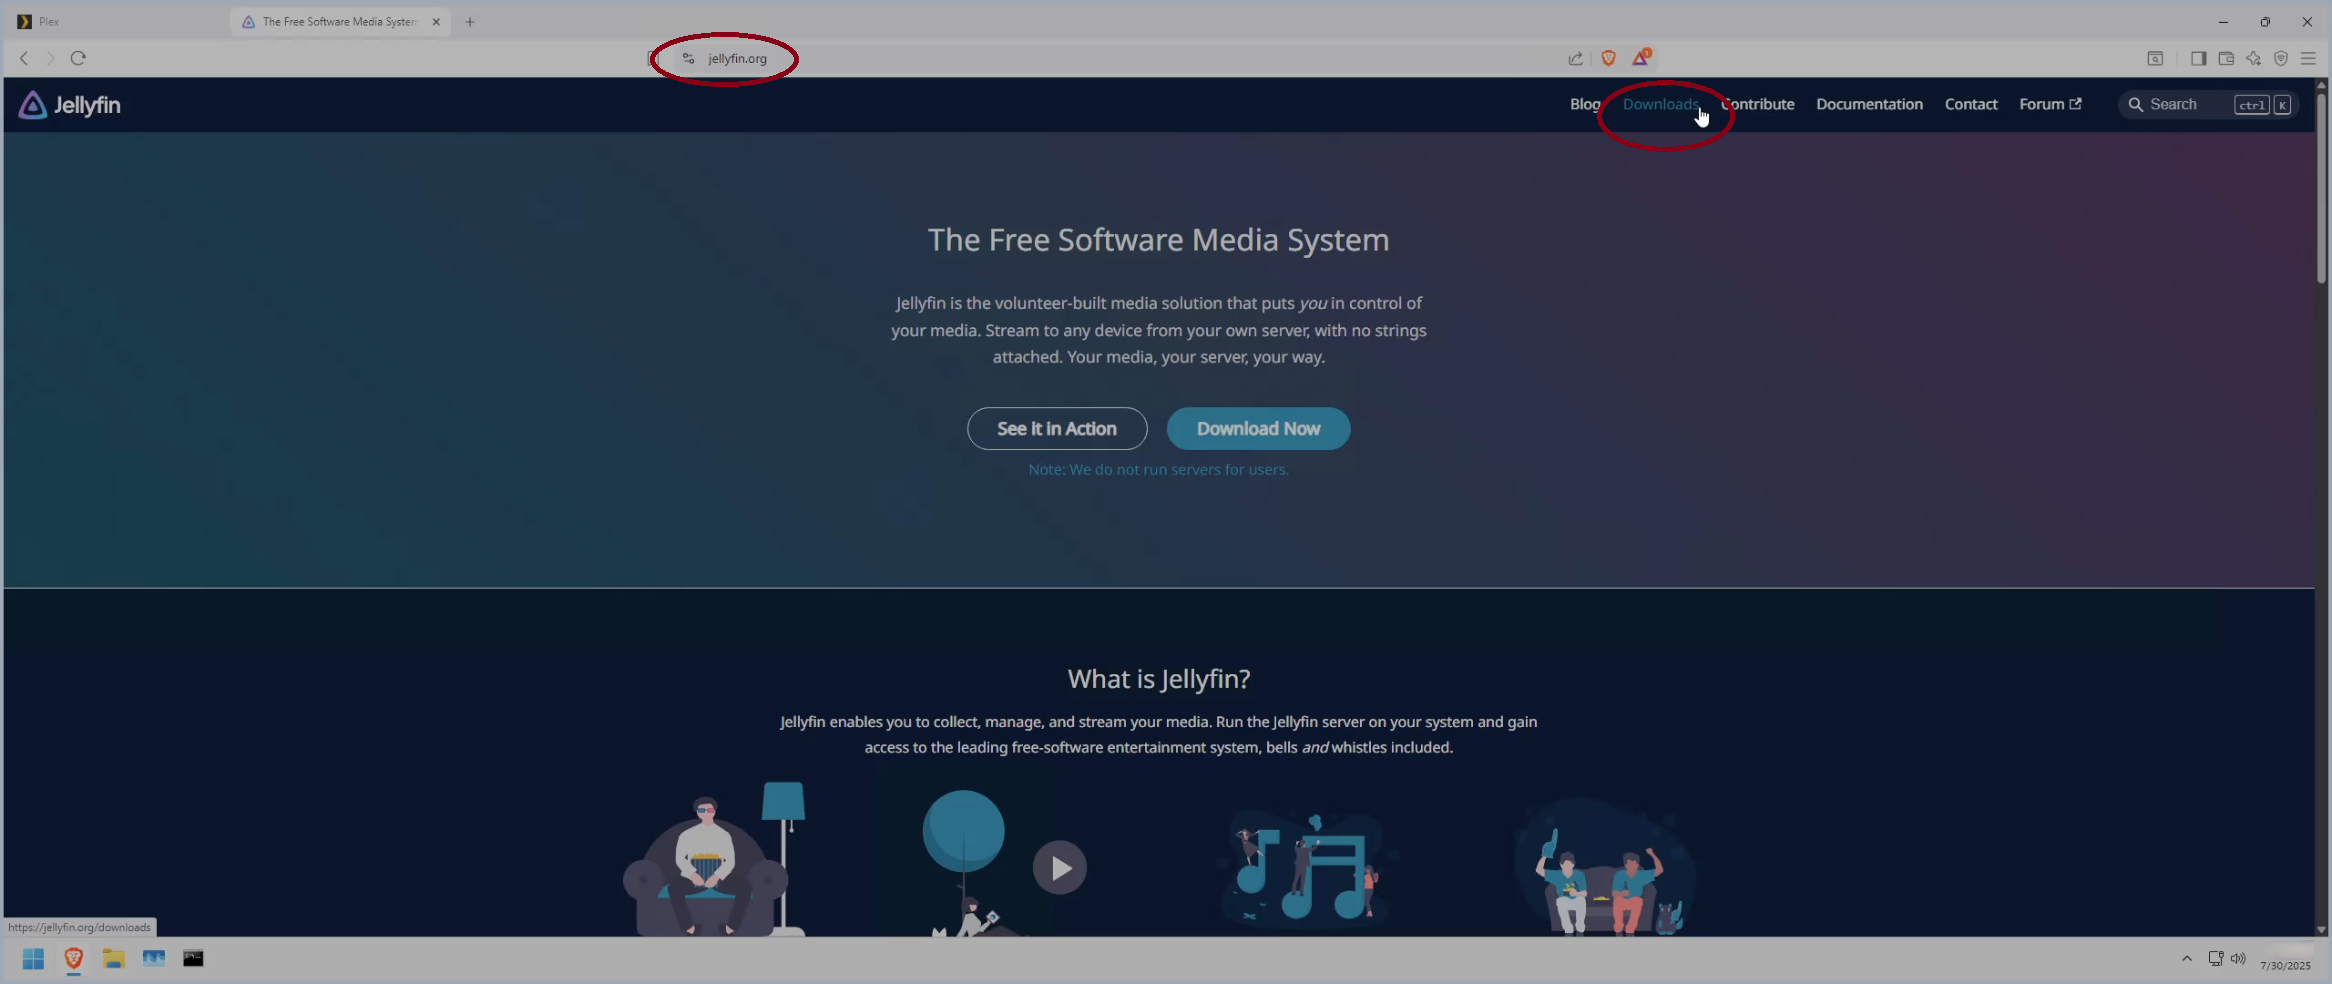 Plex
The Free Software Media System
jellyfin.org
Jellyfin
Blog
Downloads
Contribute
Documentation
Contact
Forum
Search
ctrl K
The Free Software Media System
Jellyfin is the volunteer-built media solution that puts you in control of
your media. Stream to any device from your own server, with no strings
attached. Your media, your server, your way.
See it in Action
Download Now
Note: We do not run servers for users.
What is Jellyfin?
Jellyfin enables you to collect, manage, and stream your media. Run the Jellyfin server on your system and gain
access to the leading free-software entertainment system, bells and whistles included.
https://jellyfin.org/downloads
7/30/2025